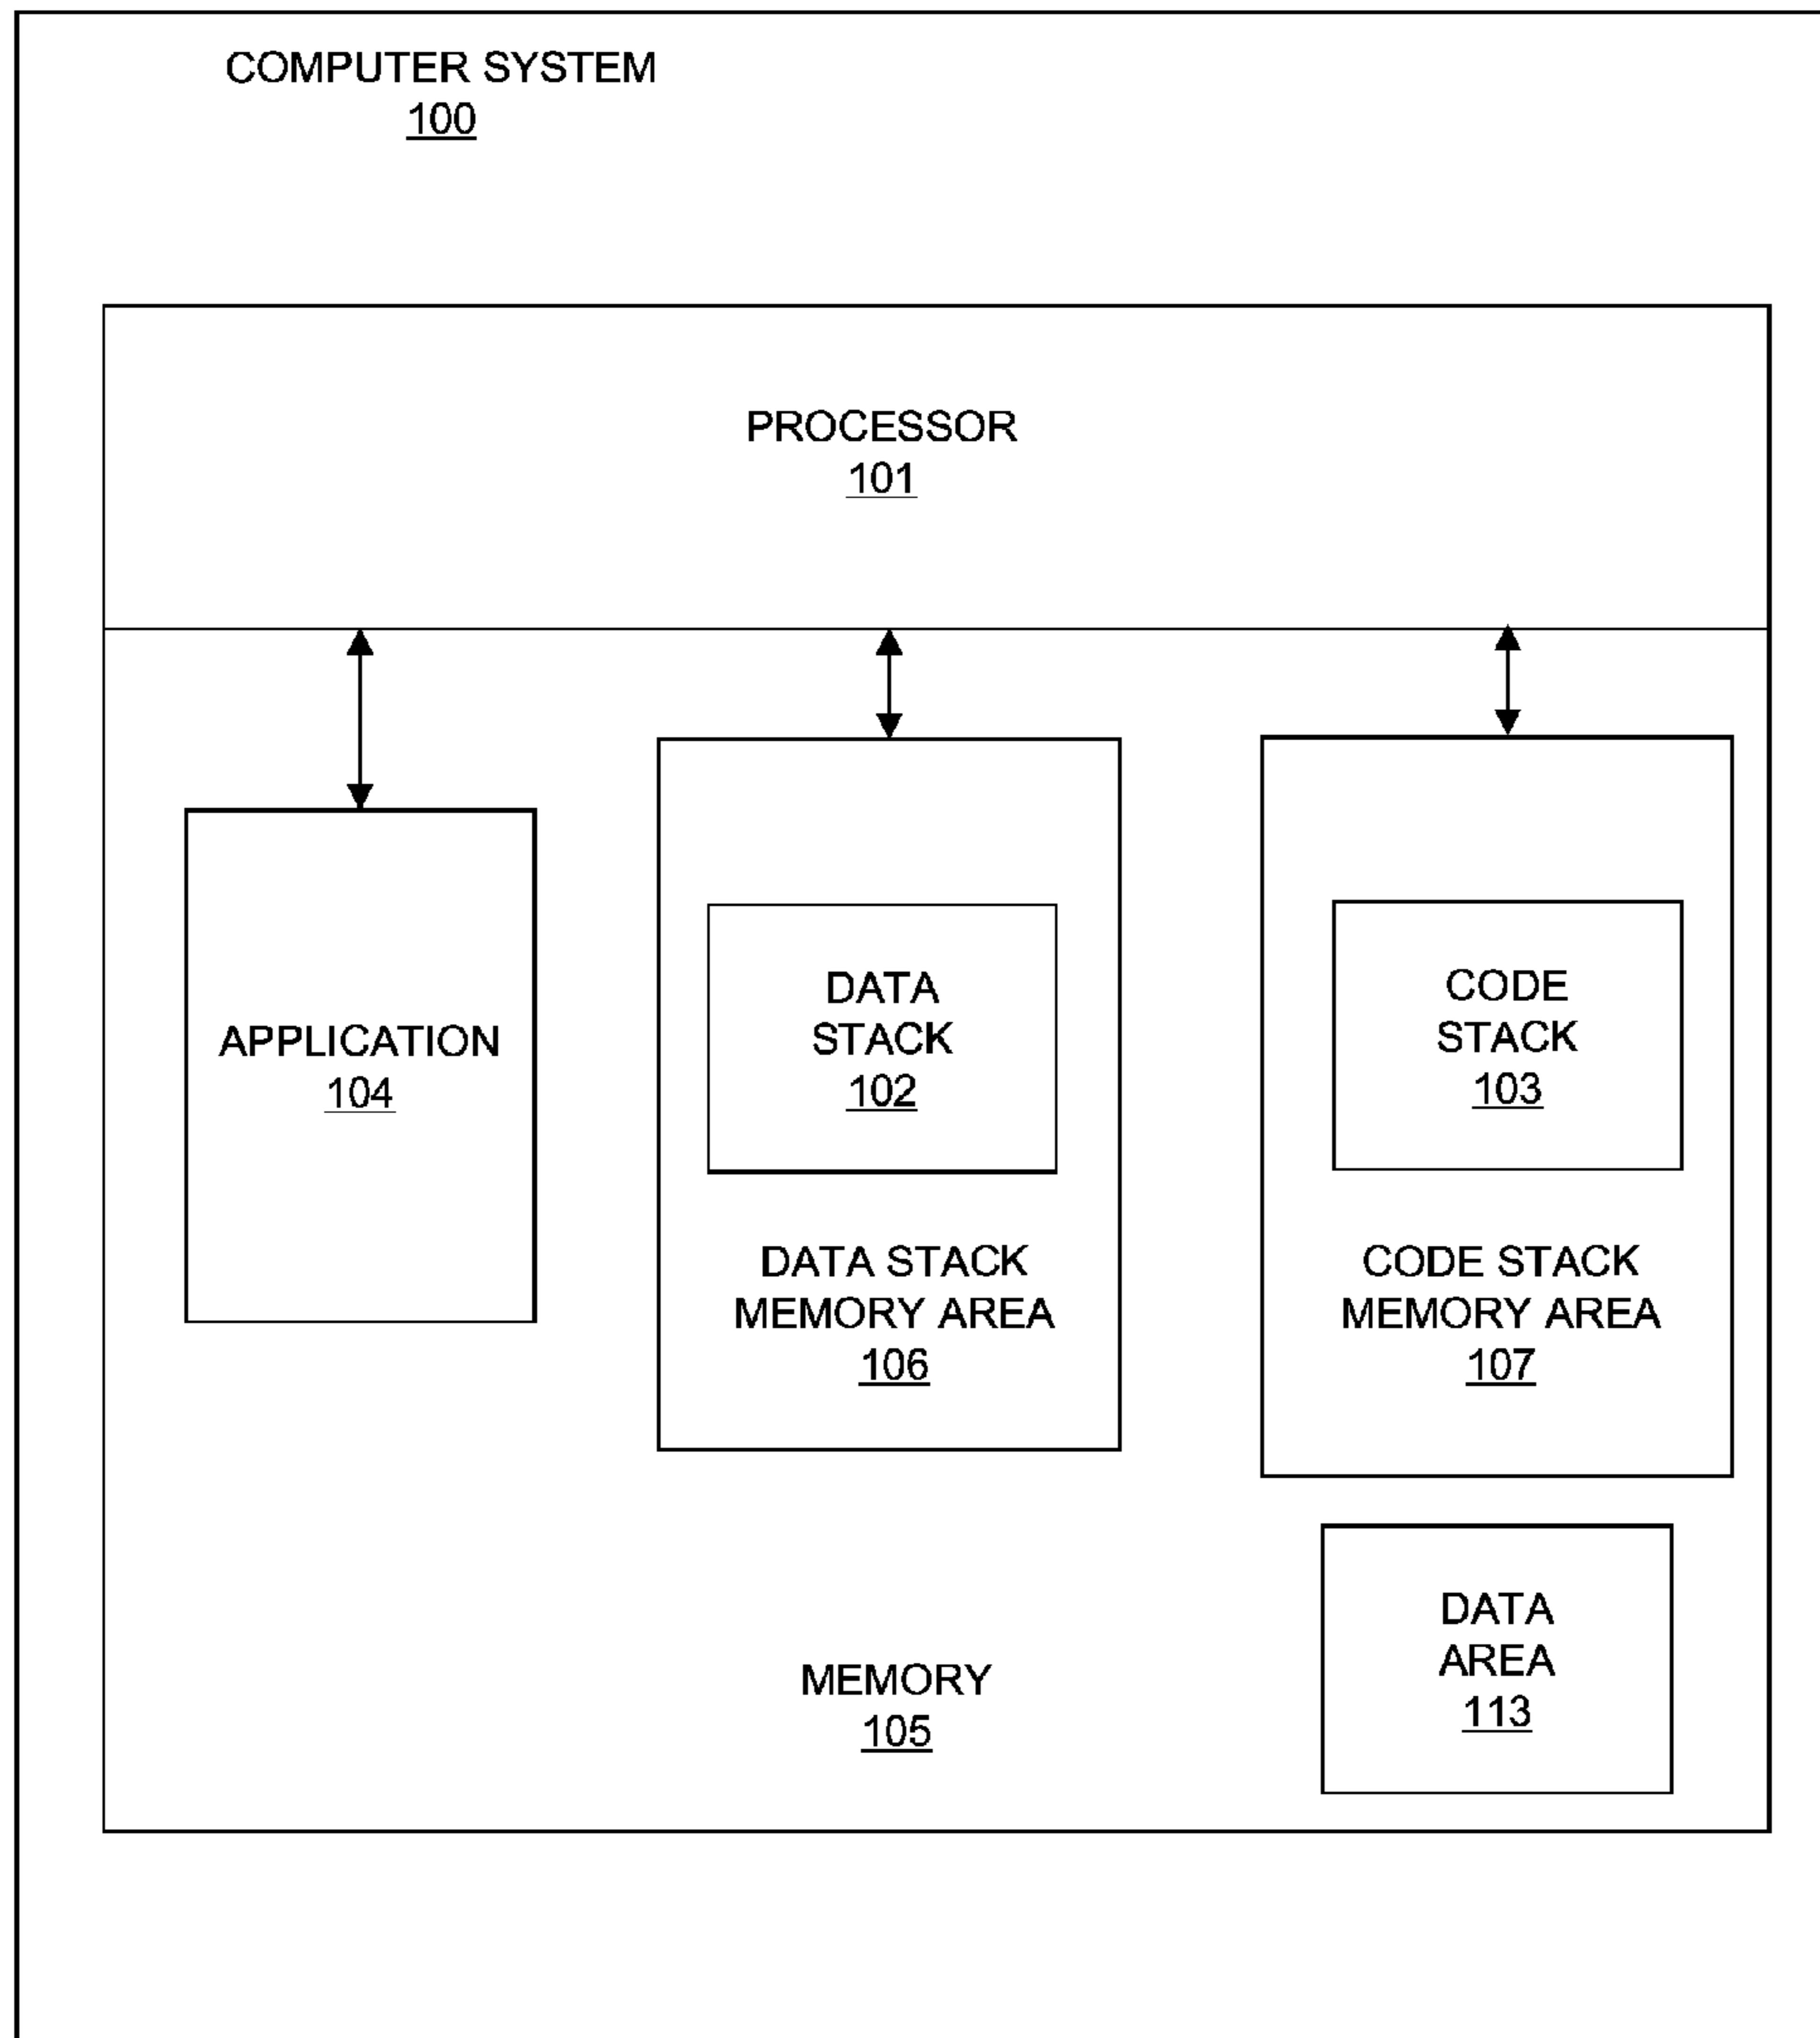 COMPUTER SYSTEM
100
PROCESSOR
101
APPLICATION
104
DATA
STACK
102
DATA STACK
MEMORY AREA
106
CODE
STACK
103
CODE STACK
MEMORY AREA
107
MEMORY
105
DATA
AREA
113